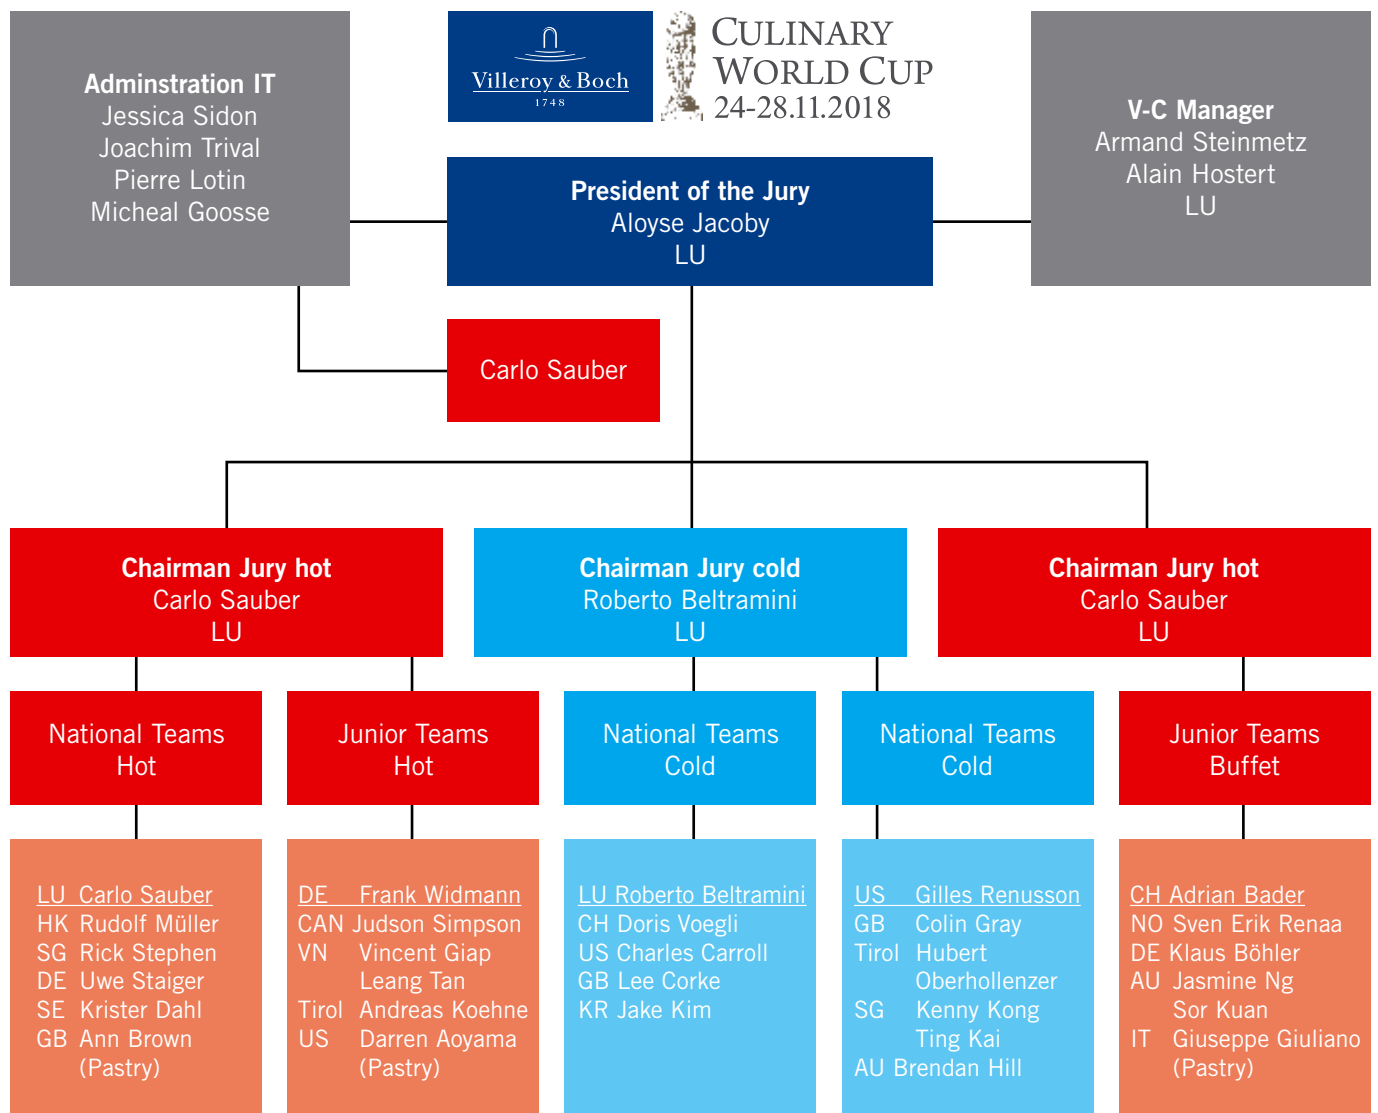 Adminstration IT
Jessica Sidon
Joachim Trival
Pierre Lotin
Micheal Goosse
Villeroy & Boch
1748
CULINARY
WORLD CUP
24-28.11.2018
V-C Manager
Armand Steinmetz
Alain Hostert
LU
President of the Jury
Aloyse Jacoby
LU
Carlo Sauber
Chairman Jury hot
Carlo Sauber
LU
Chairman Jury cold
Roberto Beltramini
LU
Chairman Jury hot
Carlo Sauber
LU
National Teams
Hot
Junior Teams
Hot
National Teams
Cold
National Teams
Cold
Junior Teams
Buffet
LU Carlo Sauber
HK Rudolf Müller
SG Rick Stephen
DE Uwe Staiger
SE Krister Dahl
GB Ann Brown
(Pastry)
DE Frank Widmann
CAN Judson Simpson
VN Vincent Giap
Leang Tan
Tirol Andreas Koehne
US Darren Aoyama
(Pastry)
LU Roberto Beltramini
CH Doris Voegli
US Charles Carroll
GB Lee Corke
KR Jake Kim
US Gilles Renusson
GB Colin Gray
Tirol Hubert
Oberhollenzer
SG Kenny Kong
Ting Kai
AU Brendan Hill
CH Adrian Bader
NO Sven Erik Renaa
DE Klaus Böhler
AU Jasmine Ng
Sor Kuan
IT Giuseppe Giuliano
(Pastry)